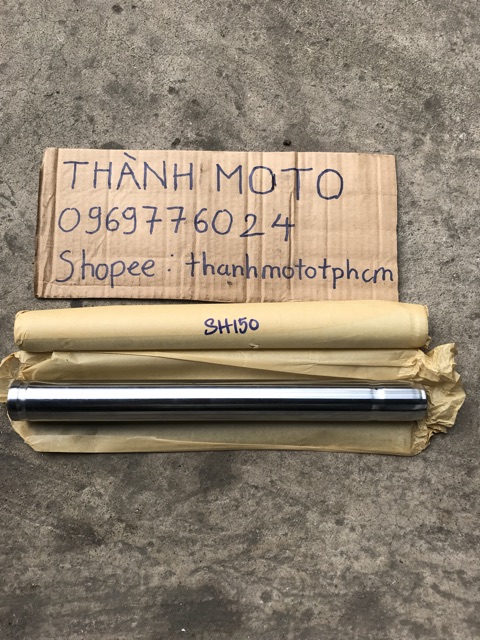 THÀNH MOTO
0969776024
Shopee: thanhmototphcm
SH150